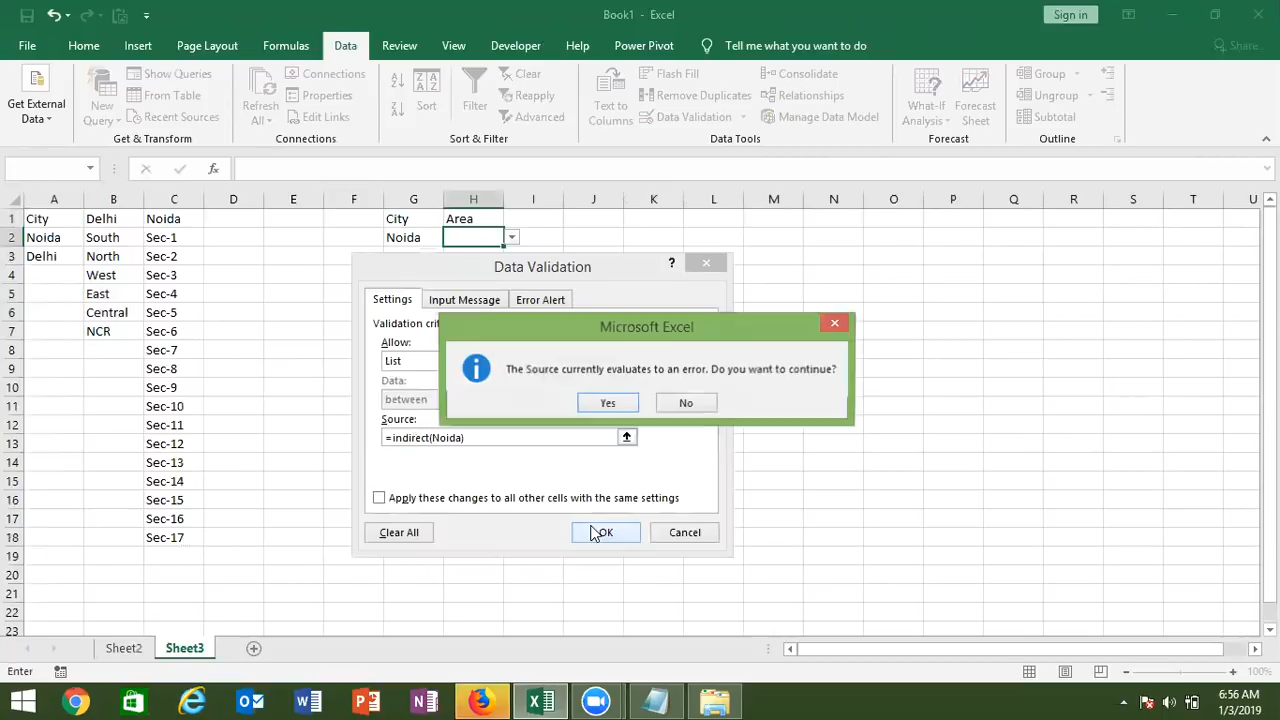 Book1 - Excel
Sign in
File Home Insert Page Layout Formulas Data Review View Developer Help Power Pivot Tell me what you want to do Share
Get External Data
New Query
Show Queries
From Table
Recent Sources
Get & Transform
Refresh All
Connections
Properties
Edit Links
Connections
Sort
Filter
Clear
Reapply
Advanced
Sort & Filter
Text to Columns
Flash Fill
Remove Duplicates
Data Validation
Consolidate
Relationships
Manage Data Model
Data Tools
What-If Analysis
Forecast Sheet
Forecast
Group
Ungroup
Subtotal
Outline
fx
A B C D E F G H I J K L M N O P Q R S T U
1 City Delhi Noida City Area
2 Noida South Sec-1 Noida
3 Delhi North Sec-2
4 West Sec-3
5 East Sec-4
6 Central Sec-5
7 NCR Sec-6
8 Sec-7
9 Sec-8
10 Sec-9
11 Sec-10
12 Sec-11
13 Sec-12
14 Sec-13
15 Sec-14
16 Sec-15
17 Sec-16
18 Sec-17
19
20
21
22
23
Data Validation
?
Settings Input Message Error Alert
Validation crit
Allow:
List
Data:
between
Source:
=indirect(Noida)
Apply these changes to all other cells with the same settings
Clear All OK Cancel
Microsoft Excel
The Source currently evaluates to an error. Do you want to continue?
Yes No
Sheet2 Sheet3
Enter
100%
6:56 AM
1/3/2019